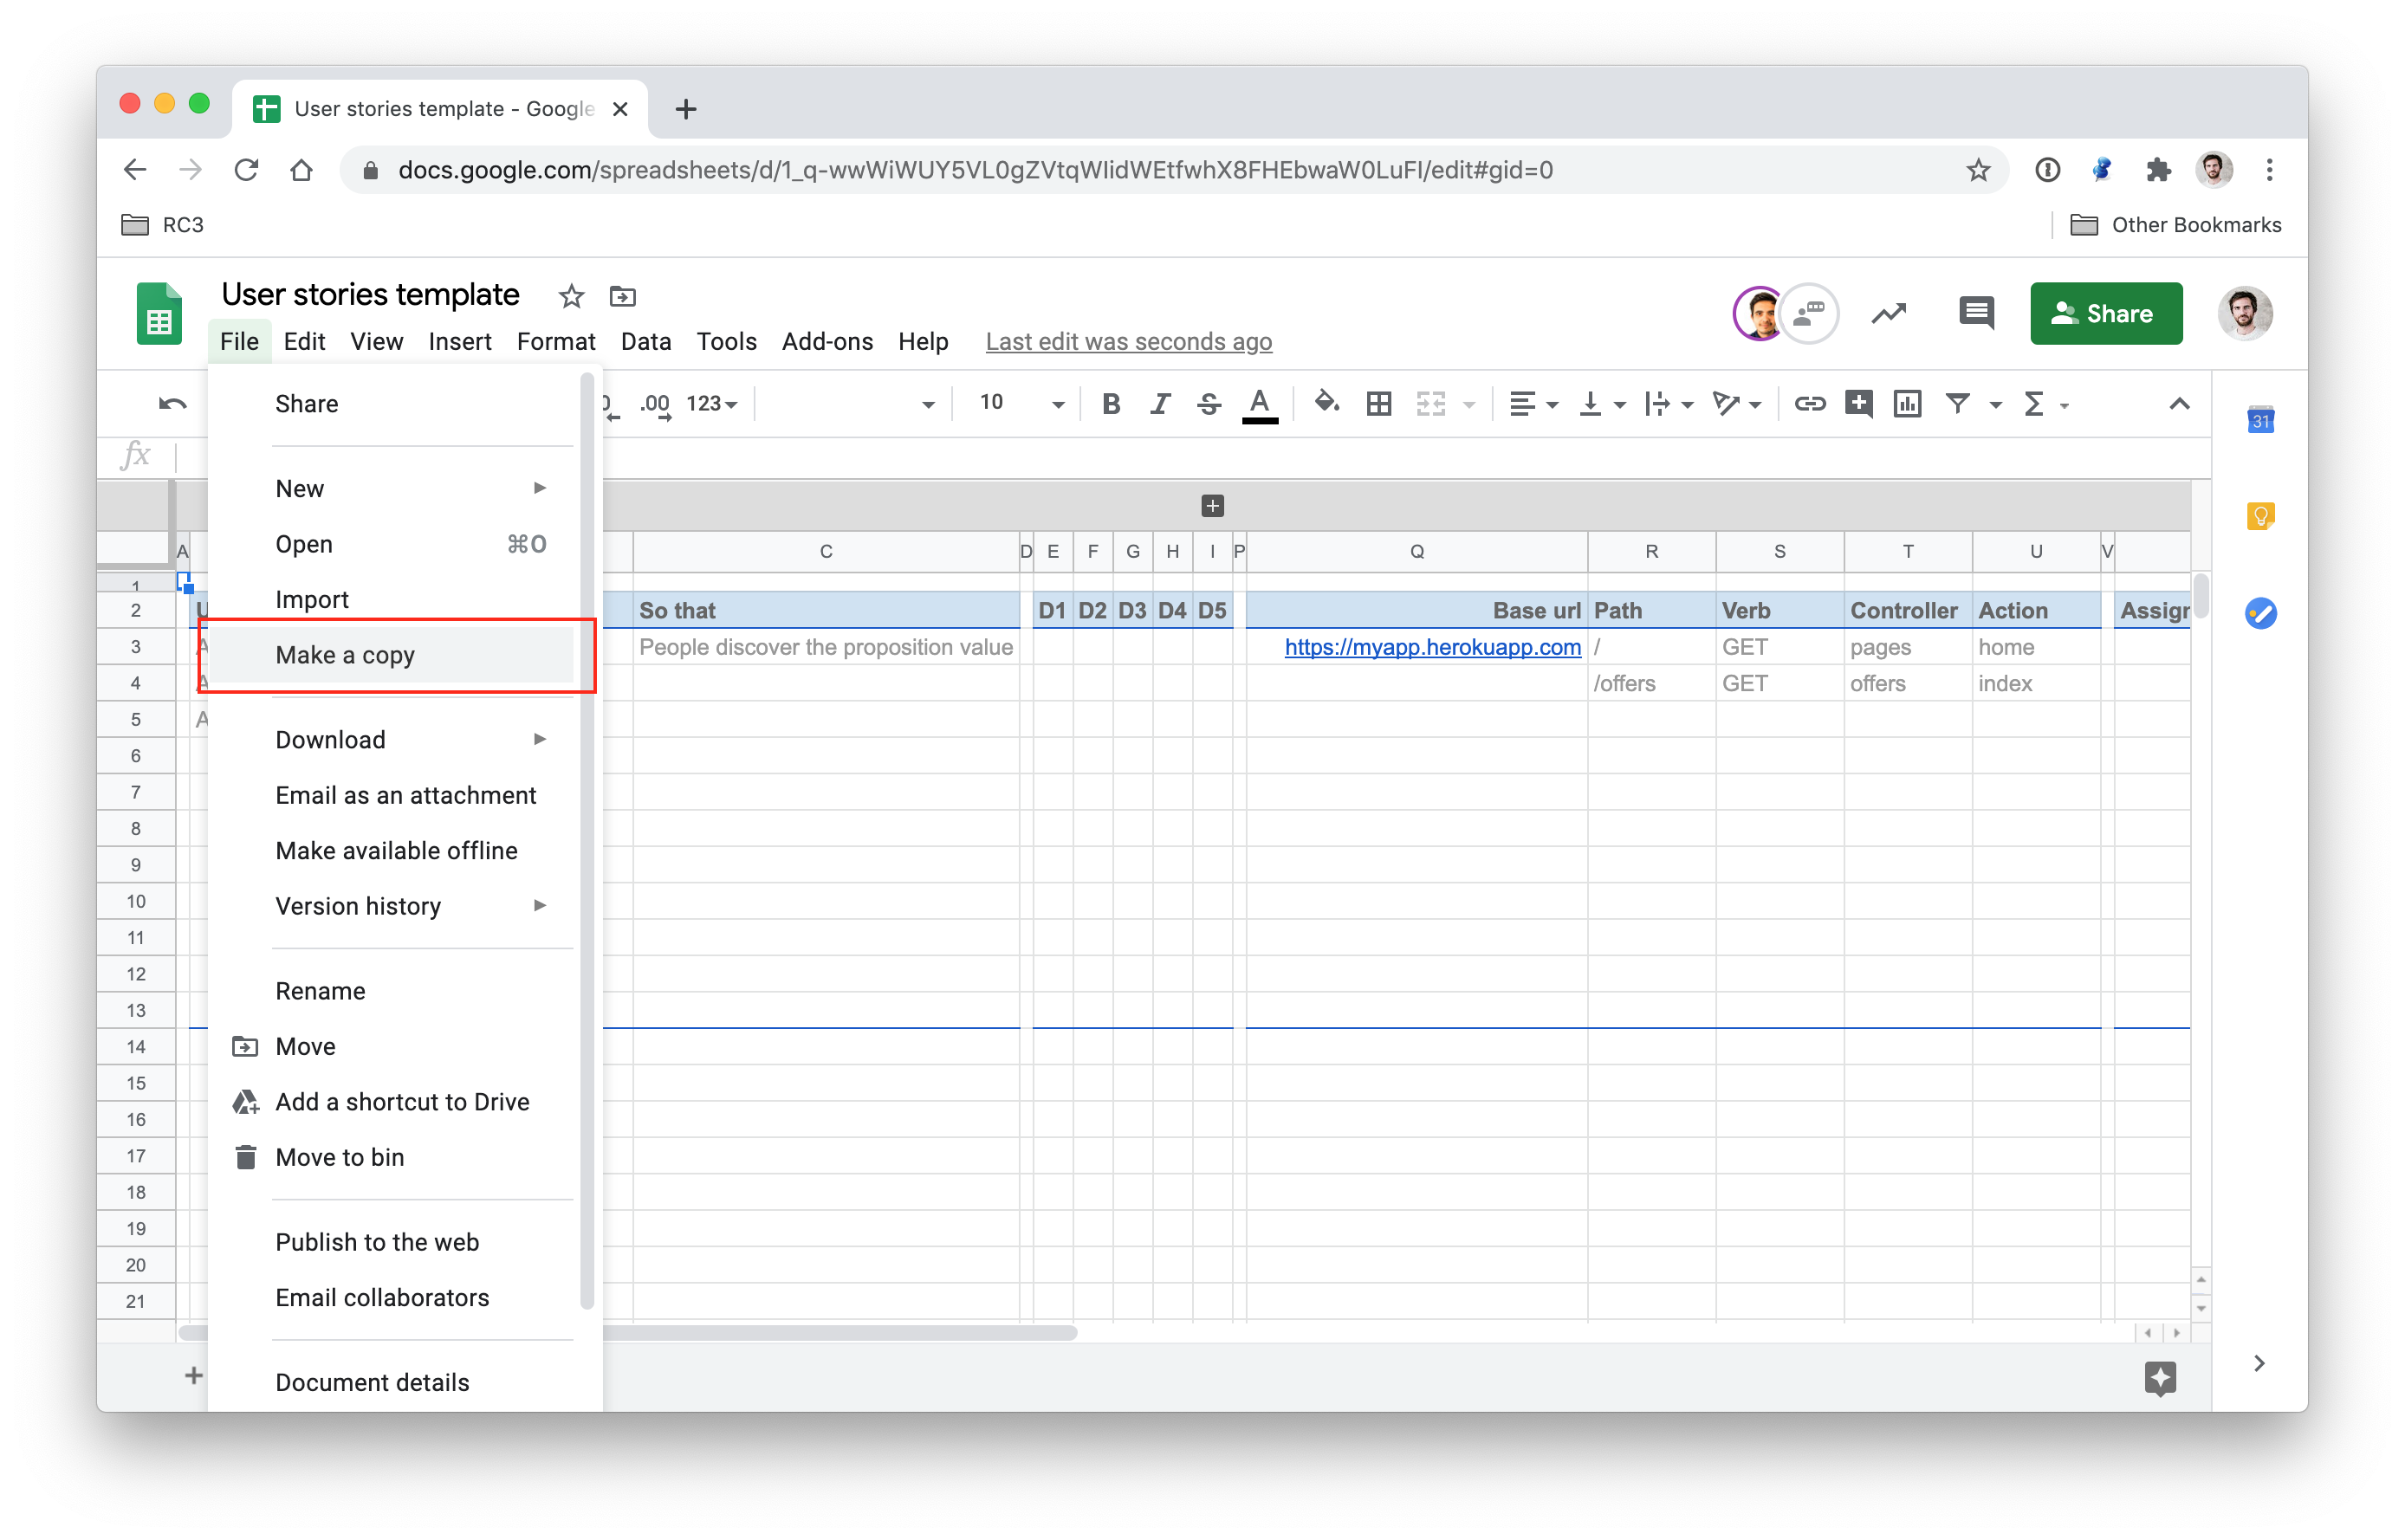 User stories template - Google
docs.google.com/spreadsheets/d/1_q-wwWiWUY5VL0gZVtqWIidWEtfwhX8FHEbwaW0LuFI/edit#gid=0
RC3
Other Bookmarks
User stories template
File Edit View Insert Format Data Tools Add-ons Help Last edit was seconds ago
Share
.00 123 10 B I S A Σ
31
fx
Share
New
Open ⌘O
Import
Make a copy
Download
Email as an attachment
Make available offline
Version history
Rename
Move
Add a shortcut to Drive
Move to bin
Publish to the web
Email collaborators
Document details
A C D E F G H I P Q R S T U V
1
2 U So that D1 D2 D3 D4 D5 Base url Path Verb Controller Action Assigr
3 A People discover the proposition value https://myapp.herokuapp.com / GET pages home
4 A /offers GET offers index
5 A
6
7
8
9
10
11
12
13
14
15
16
17
18
19
20
21